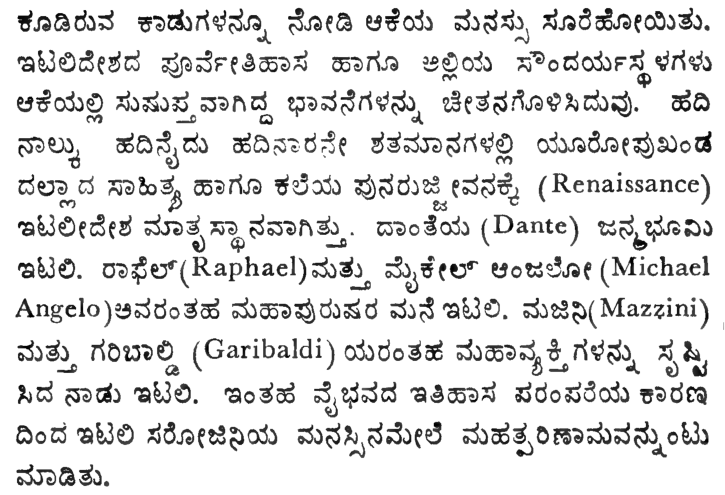 ಕೂಡಿರುವ ಕಾಡುಗಳನ್ನೂ ನೋಡಿ ಆಕೆಯ ಮನಸ್ಸು ಸೂರೆಹೋಯಿತು.
ಇಟಲಿದೇಶದ ಪೂರ್ವೇತಿಹಾಸ ಹಾಗೂ ಅಲ್ಲಿಯ ಸೌಂದರ್ಯಸ್ಥಳಗಳು
ಆಕೆಯಲ್ಲಿ ಸುಷುಪ್ತವಾಗಿದ್ದ ಭಾವನೆಗಳನ್ನು ಚೇತನಗೊಳಿಸಿದುವು. ಹದಿ
ನಾಲ್ಕು ಹದಿನೈದು ಹದಿನಾರನೇ ಶತಮಾನಗಳಲ್ಲಿ ಯೂರೋಪುಖಂಡ
ದಲ್ಲಾದ ಸಾಹಿತ್ಯ ಹಾಗೂ ಕಲೆಯ ಪುನರುಜ್ಜೀವನಕ್ಕೆ (Renaissance)
ಇಟಲೀದೇಶ ಮಾತೃಸ್ಥಾನವಾಗಿತ್ತು. ದಾಂತೆಯ (Dante) ಜನ್ಮಭೂಮಿ
ಇಟಲಿ. ರಾಫೆಲ್ (Raphael) ಮತ್ತು ಮೈಕೇಲ್ ಆಂಜಲೋ (Michael
Angelo) ಅವರಂತಹ ಮಹಾಪುರುಷರ ಮನೆ ಇಟಲಿ. ಮಜಿನಿ (Mazzini)
ಮತ್ತು ಗರಿಬಾಲ್ಡಿ (Garibaldi) ಯರಂತಹ ಮಹಾವ್ಯಕ್ತಿಗಳನ್ನು ಸೃಷ್ಟಿ
ಸಿದ ನಾಡು ಇಟಲಿ. ಇಂತಹ ವೈಭವದ ಇತಿಹಾಸ ಪರಂಪರೆಯ ಕಾರಣ
ದಿಂದ ಇಟಲಿ ಸರೋಜಿನಿಯ ಮನಸ್ಸಿನಮೇಲೆ ಮಹತ್ಪರಿಣಾಮವನ್ನುಂಟು
ಮಾಡಿತು.